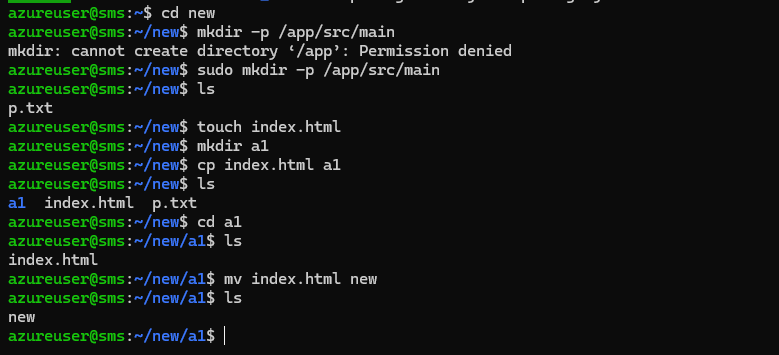 azureuser@sms:~$ cd new
azureuser@sms:~/new$ mkdir -p /app/src/main
mkdir: cannot create directory ‘/app’: Permission denied
azureuser@sms:~/new$ sudo mkdir -p /app/src/main
azureuser@sms:~/new$ ls
p.txt
azureuser@sms:~/new$ touch index.html
azureuser@sms:~/new$ mkdir a1
azureuser@sms:~/new$ cp index.html a1
azureuser@sms:~/new$ ls
a1  index.html  p.txt
azureuser@sms:~/new$ cd a1
azureuser@sms:~/new/a1$ ls
index.html
azureuser@sms:~/new/a1$ mv index.html new
azureuser@sms:~/new/a1$ ls
new
azureuser@sms:~/new/a1$